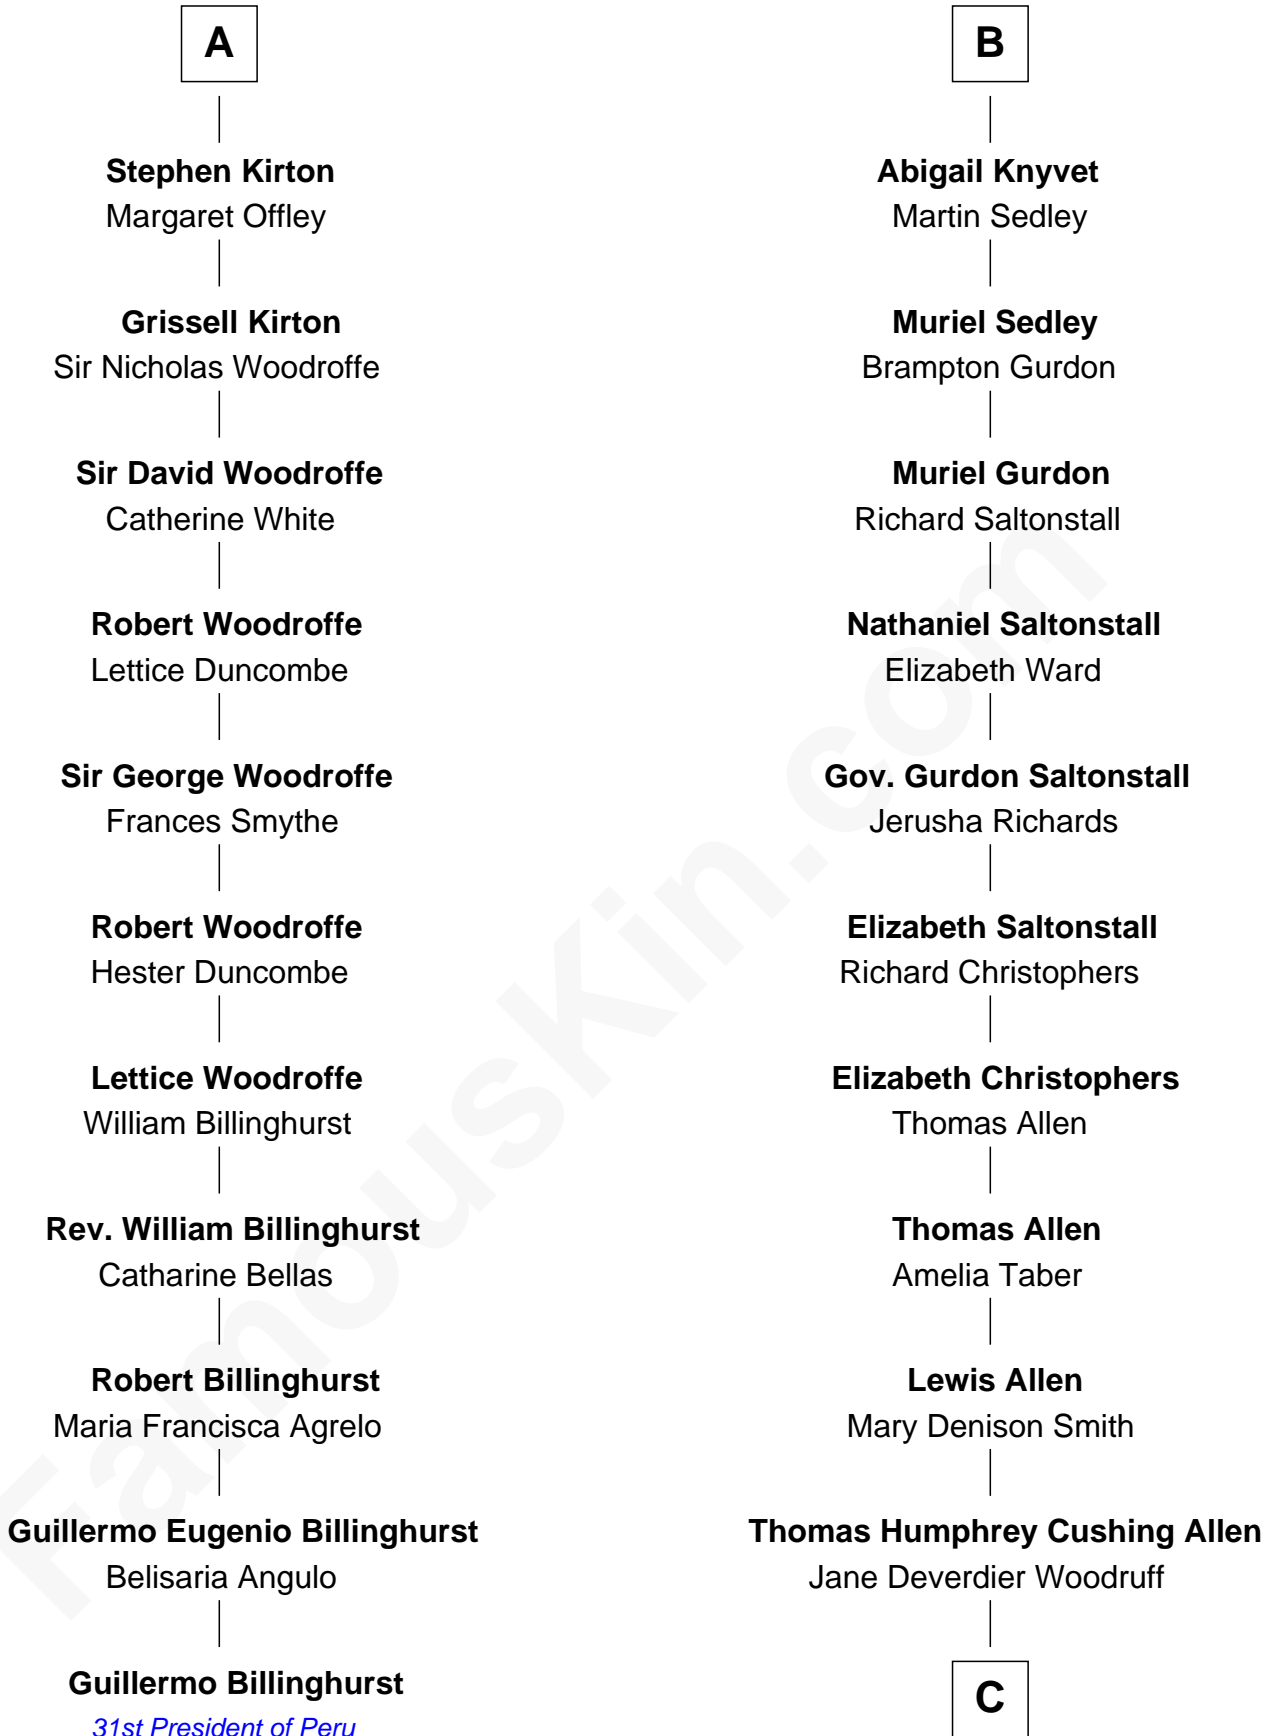 A
Stephen Kirton
Margaret Offley
Grissell Kirton
Sir Nicholas Woodroffe
Sir David Woodroffe
Catherine White
Robert Woodroffe
Lettice Duncombe
Sir George Woodroffe
Frances Smythe
Robert Woodroffe
Hester Duncombe
Lettice Woodroffe
William Billinghurst
Rev. William Billinghurst
Catharine Bellas
Robert Billinghurst
Maria Francisca Agrelo
Guillermo Eugenio Billinghurst
Belisaria Angulo
Guillermo Billinghurst
31st President of Peru
B
Abigail Knyvet
Martin Sedley
Muriel Sedley
Brampton Gurdon
Muriel Gurdon
Richard Saltonstall
Nathaniel Saltonstall
Elizabeth Ward
Gov. Gurdon Saltonstall
Jerusha Richards
Elizabeth Saltonstall
Richard Christophers
Elizabeth Christophers
Thomas Allen
Thomas Allen
Amelia Taber
Lewis Allen
Mary Denison Smith
Thomas Humphrey Cushing Allen
Jane Deverdier Woodruff
C
FamousKin.com